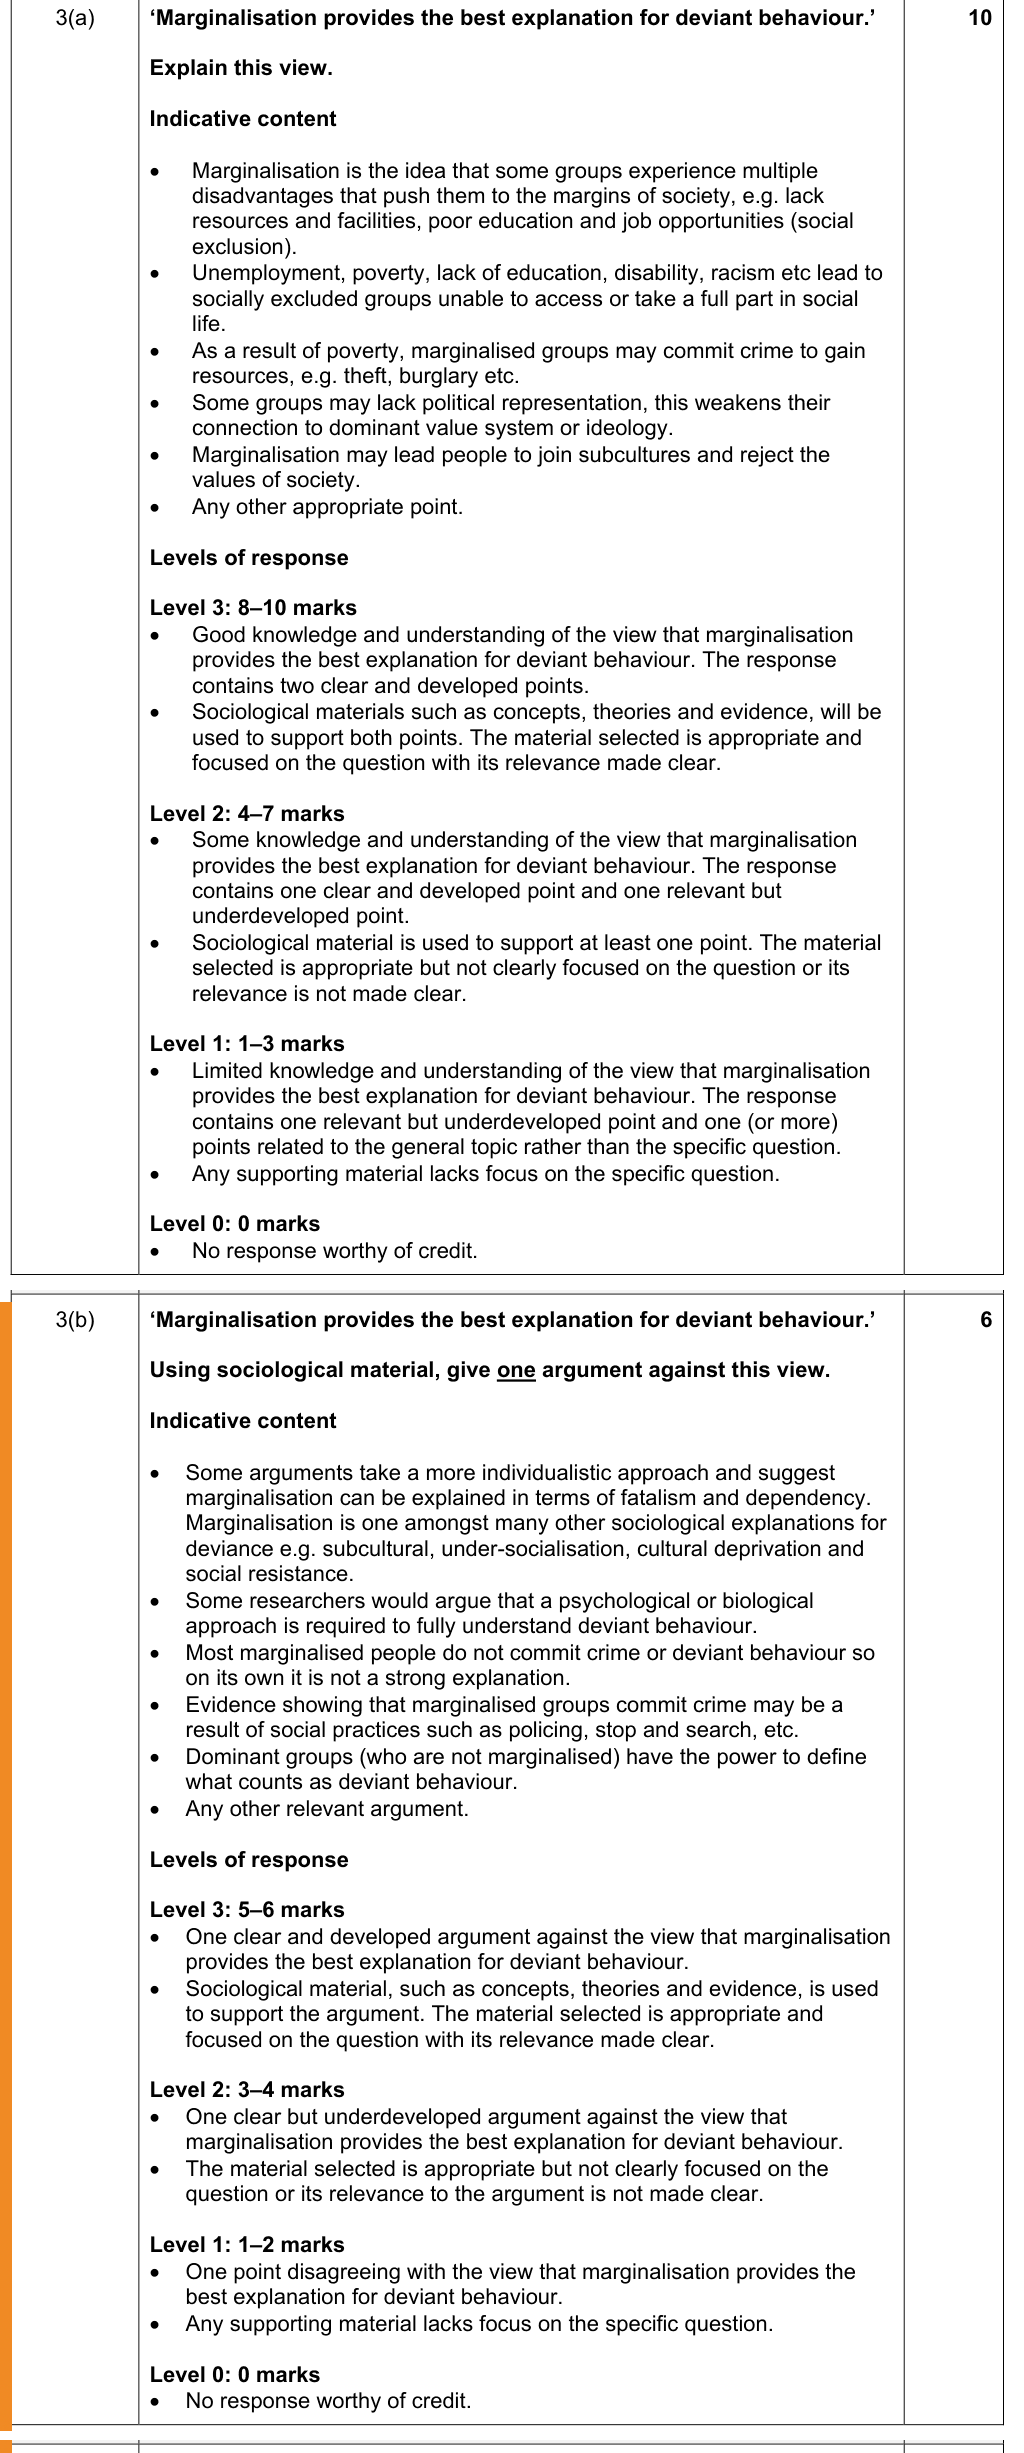 3(a)
‘Marginalisation provides the best explanation for deviant behaviour.’
10
Explain this view.
Indicative content
• Marginalisation is the idea that some groups experience multiple
disadvantages that push them to the margins of society, e.g. lack
resources and facilities, poor education and job opportunities (social
exclusion).
• Unemployment, poverty, lack of education, disability, racism etc lead to
socially excluded groups unable to access or take a full part in social
life.
• As a result of poverty, marginalised groups may commit crime to gain
resources, e.g. theft, burglary etc.
• Some groups may lack political representation, this weakens their
connection to dominant value system or ideology.
• Marginalisation may lead people to join subcultures and reject the
values of society.
• Any other appropriate point.
Levels of response
Level 3: 8–10 marks
• Good knowledge and understanding of the view that marginalisation
provides the best explanation for deviant behaviour. The response
contains two clear and developed points.
• Sociological materials such as concepts, theories and evidence, will be
used to support both points. The material selected is appropriate and
focused on the question with its relevance made clear.
Level 2: 4–7 marks
• Some knowledge and understanding of the view that marginalisation
provides the best explanation for deviant behaviour. The response
contains one clear and developed point and one relevant but
underdeveloped point.
• Sociological material is used to support at least one point. The material
selected is appropriate but not clearly focused on the question or its
relevance is not made clear.
Level 1: 1–3 marks
• Limited knowledge and understanding of the view that marginalisation
provides the best explanation for deviant behaviour. The response
contains one relevant but underdeveloped point and one (or more)
points related to the general topic rather than the specific question.
• Any supporting material lacks focus on the specific question.
Level 0: 0 marks
• No response worthy of credit.
3(b)
‘Marginalisation provides the best explanation for deviant behaviour.’
6
Using sociological material, give one argument against this view.
Indicative content
• Some arguments take a more individualistic approach and suggest
marginalisation can be explained in terms of fatalism and dependency.
Marginalisation is one amongst many other sociological explanations for
deviance e.g. subcultural, under-socialisation, cultural deprivation and
social resistance.
• Some researchers would argue that a psychological or biological
approach is required to fully understand deviant behaviour.
• Most marginalised people do not commit crime or deviant behaviour so
on its own it is not a strong explanation.
• Evidence showing that marginalised groups commit crime may be a
result of social practices such as policing, stop and search, etc.
• Dominant groups (who are not marginalised) have the power to define
what counts as deviant behaviour.
• Any other relevant argument.
Levels of response
Level 3: 5–6 marks
• One clear and developed argument against the view that marginalisation
provides the best explanation for deviant behaviour.
• Sociological material, such as concepts, theories and evidence, is used
to support the argument. The material selected is appropriate and
focused on the question with its relevance made clear.
Level 2: 3–4 marks
• One clear but underdeveloped argument against the view that
marginalisation provides the best explanation for deviant behaviour.
• The material selected is appropriate but not clearly focused on the
question or its relevance to the argument is not made clear.
Level 1: 1–2 marks
• One point disagreeing with the view that marginalisation provides the
best explanation for deviant behaviour.
• Any supporting material lacks focus on the specific question.
Level 0: 0 marks
• No response worthy of credit.